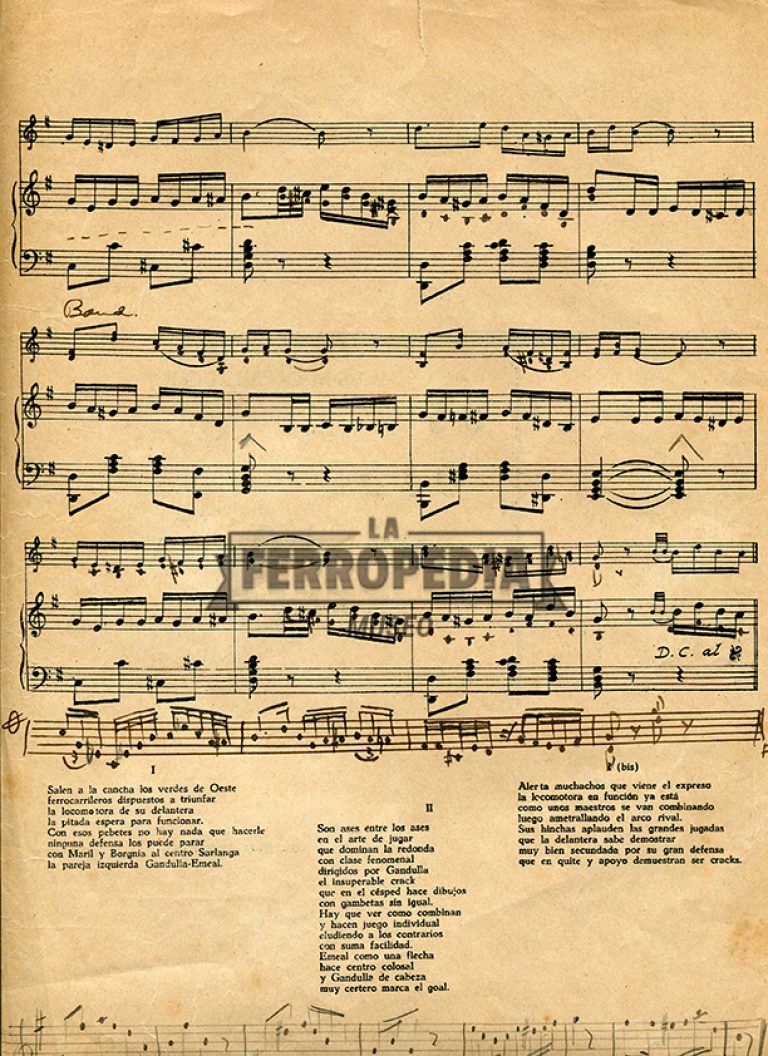 Band.
LA
FERROPEDIA
MUSEO
D.C. al
I
Salen a la cancha los verdes de Oeste
ferrocarrileros dispuestos a triunfar
la locomotora de su delantera
la pitada espera para funcionar.
Con esos pebetes no hay nada que hacerle
ninguna defensa los puede parar
con Maril y Borgnia al centro Sarlanga
la pareja izquierda Gandulla-Emeal.
II
Son ases entre los ases
en el arte de jugar
que dominan la redonda
con clase fenomenal
dirigidos por Gandulla
el insuperable crack
que en el césped hace dibujos
con gambetas sin igual.
Hay que ver como combinan
y hacen juego individual
eludiendo a los contrarios
con suma facilidad.
Emeal como una flecha
hace centro colosal
y Gandulla de cabeza
muy certero marca el goal.
I (bis)
Alerta muchachos que viene el expreso
la locomotora en función ya está
como unos maestros se van combinando
luego ametrallando el arco rival.
Sus hinchas aplauden las grandes jugadas
que la delantera sabe demostrar
muy bien secundada por su gran defensa
que en quite y apoyo demuestran ser cracks.